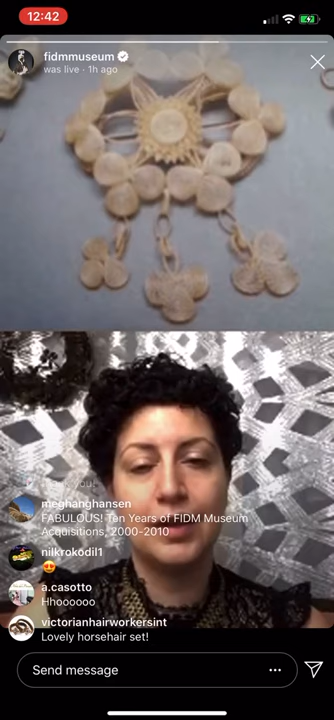 12:42
fidmmuseum
was live · 1h ago
you!
meghanghansen
FABULOUS! Ten Years of FIDM Museum
Acquisitions, 2000-2010
nilkrokodil1
😍
a.casotto
Hhoooooo
victorianhairworkersint
Lovely horsehair set!
Send message